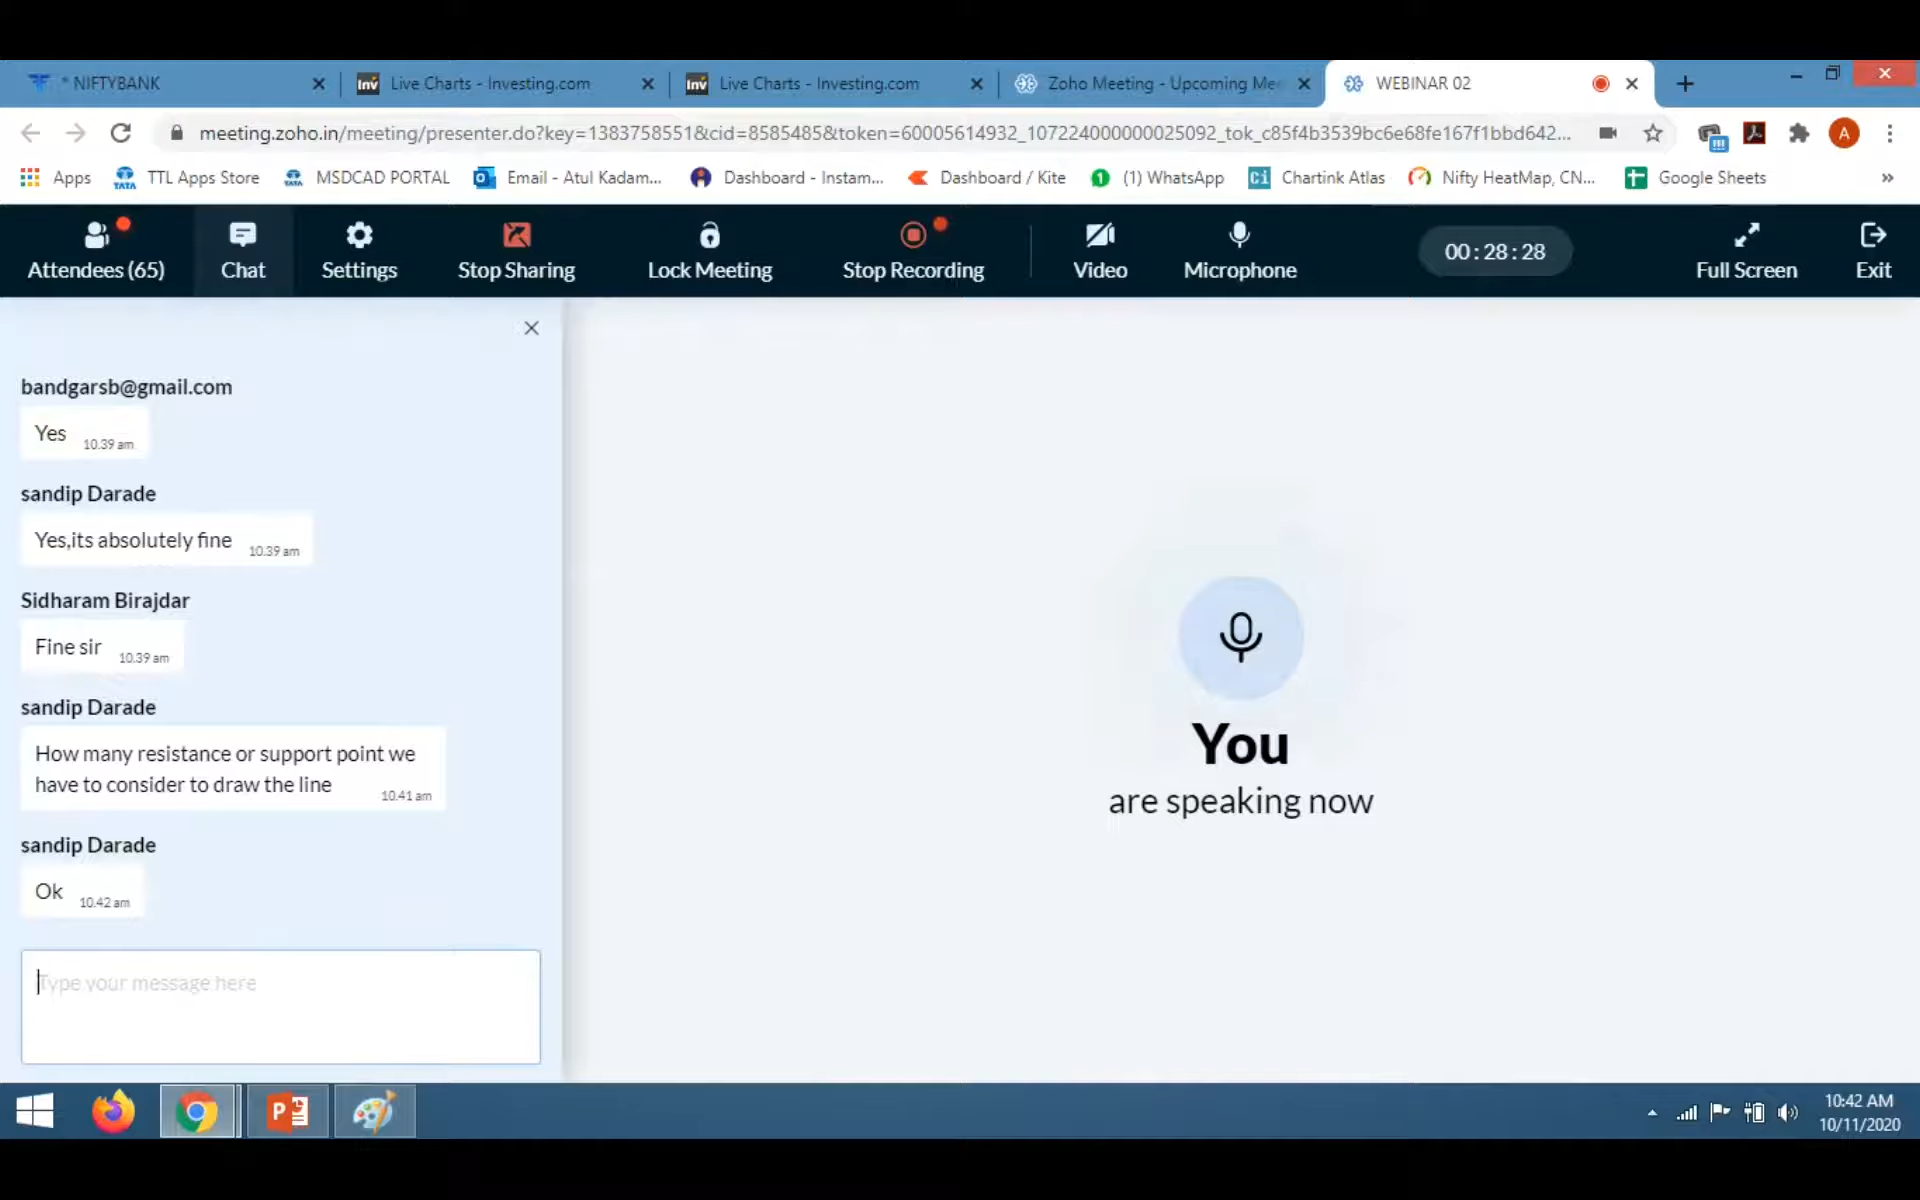 * NIFTYBANK
Live Charts - Investing.com
Live Charts - Investing.com
Zoho Meeting - Upcoming Mee
WEBINAR 02
meeting.zoho.in/meeting/presenter.do?key=1383758551&cid=8585485&token=60005614932_107224000000025092_tok_c85f4b3539bc6e68fe167f1bbd642...
A
Apps
TATA
TTL Apps Store
TATA
MSDCAD PORTAL
Email - Atul Kadam...
Dashboard - Instam...
Dashboard / Kite
1
(1) WhatsApp
Ci
Chartink Atlas
Nifty HeatMap, CN...
Google Sheets
Attendees (65)
Chat
Settings
Stop Sharing
Lock Meeting
Stop Recording
Video
Microphone
00:28:28
Full Screen
Exit
bandgarsb@gmail.com
Yes 10.39 am
sandip Darade
Yes,its absolutely fine 10.39 am
Sidharam Birajdar
Fine sir 10.39 am
sandip Darade
How many resistance or support point we
have to consider to draw the line 10.41 am
sandip Darade
Ok 10.42 am
Type your message here
You
are speaking now
10:42 AM
10/11/2020